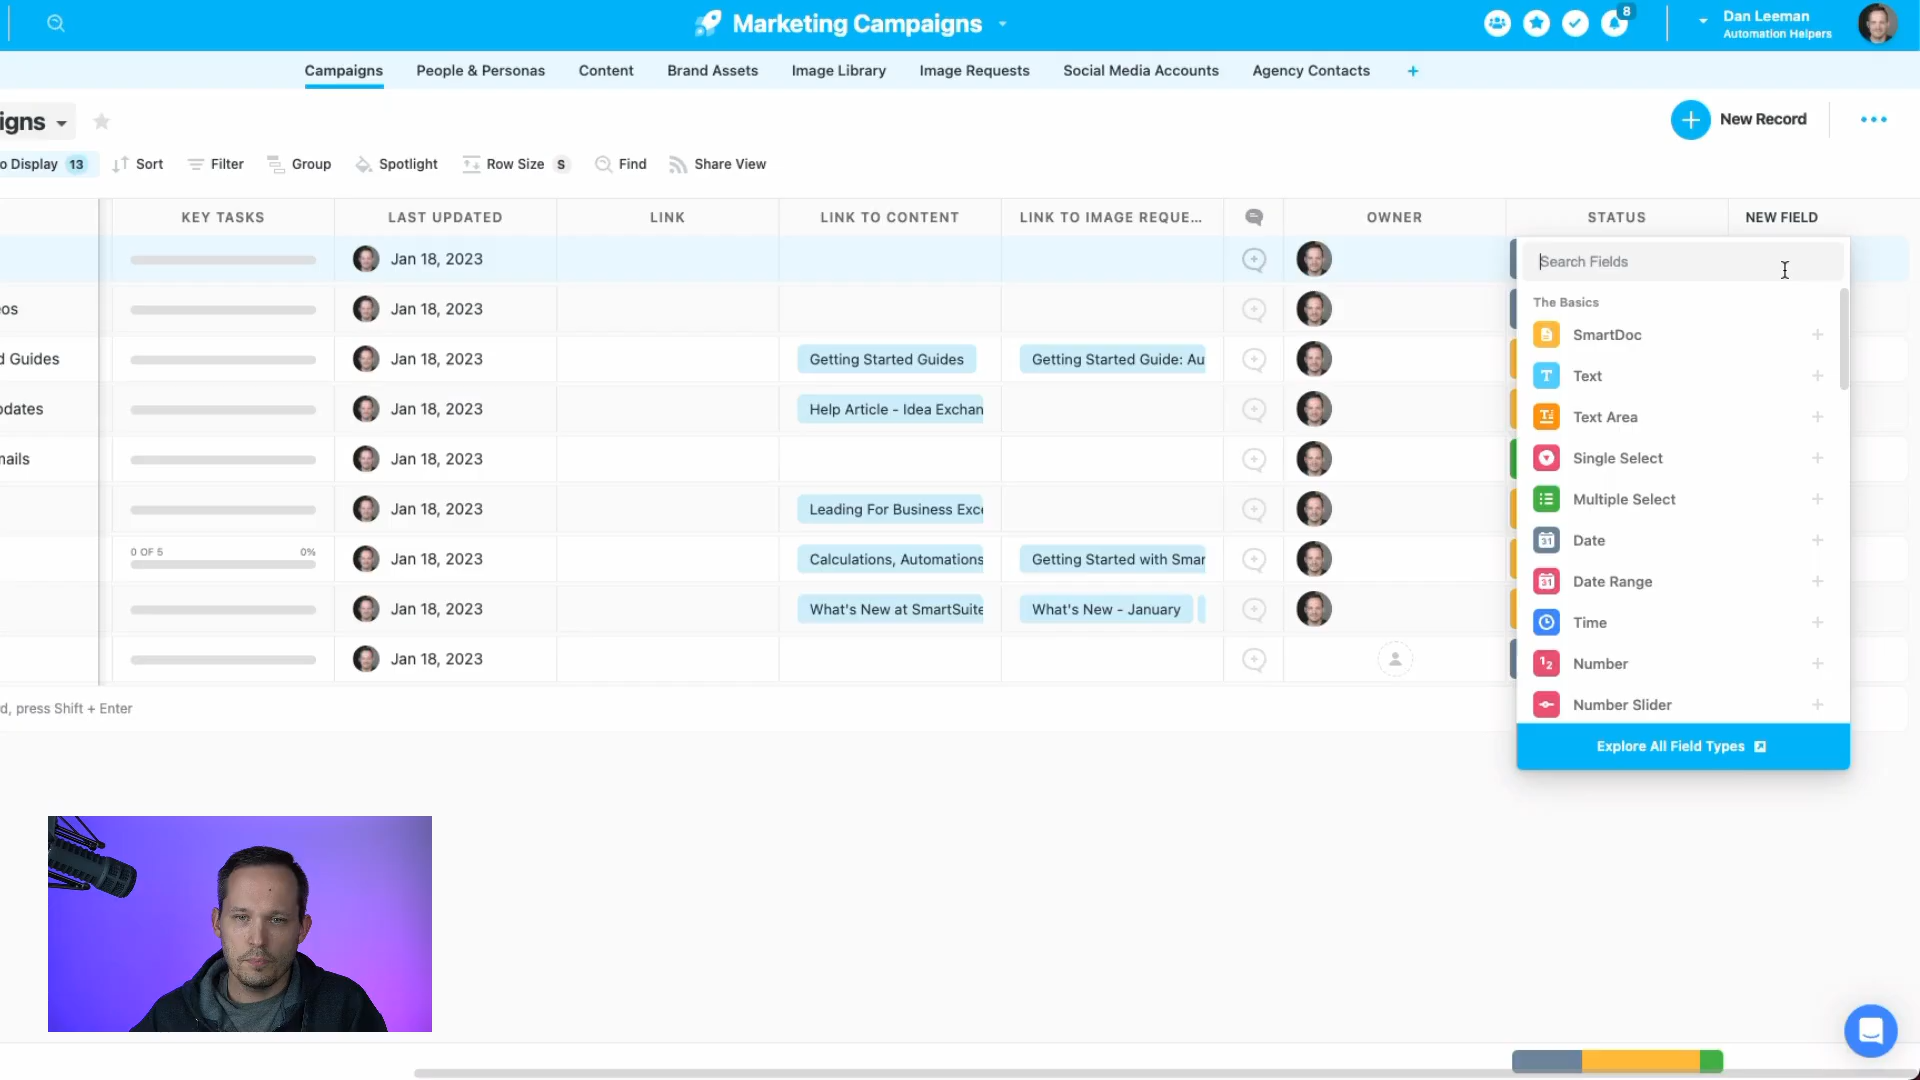 Marketing Campaigns
8
Dan Leeman
Automation Helpers
Campaigns
People & Personas
Content
Brand Assets
Image Library
Image Requests
Social Media Accounts
Agency Contacts
+
igns
New Record
o Display 13
Sort
Filter
Group
Spotlight
Row Size S
Find
Share View
KEY TASKS
LAST UPDATED
LINK
LINK TO CONTENT
LINK TO IMAGE REQUE...
OWNER
STATUS
NEW FIELD
Jan 18, 2023
os
Jan 18, 2023
d Guides
Jan 18, 2023
Getting Started Guides
Getting Started Guide: Au
pdates
Jan 18, 2023
Help Article - Idea Exchan
nails
Jan 18, 2023
Jan 18, 2023
Leading For Business Exce
0 OF 5
0%
Jan 18, 2023
Calculations, Automations
Getting Started with Smar
Jan 18, 2023
What's New at SmartSuite
What's New - January
Jan 18, 2023
d, press Shift + Enter
Search Fields
The Basics
SmartDoc
Text
Text Area
Single Select
Multiple Select
Date
Date Range
Time
Number
Number Slider
Explore All Field Types